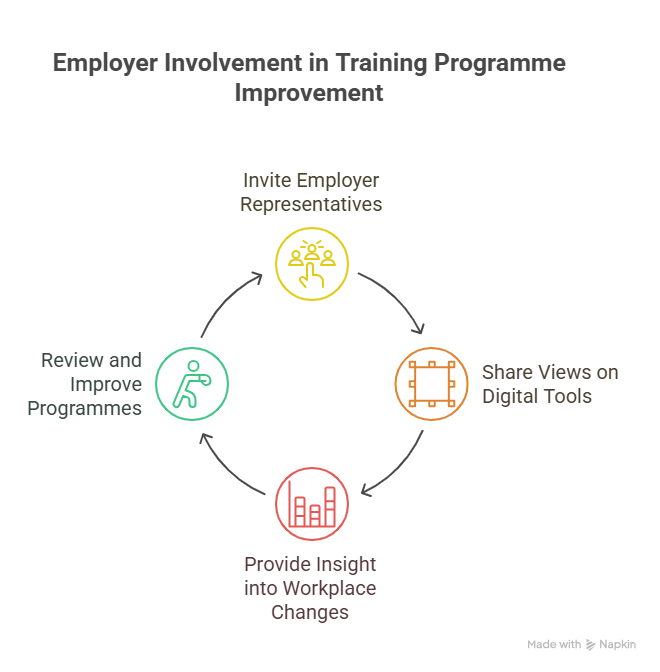 Employer Involvement in Training Programme
Improvement
Invite Employer
Representatives
Share Views on
Digital Tools
Provide Insight
into Workplace
Changes
Review and
Improve
Programmes
Made with Napkin